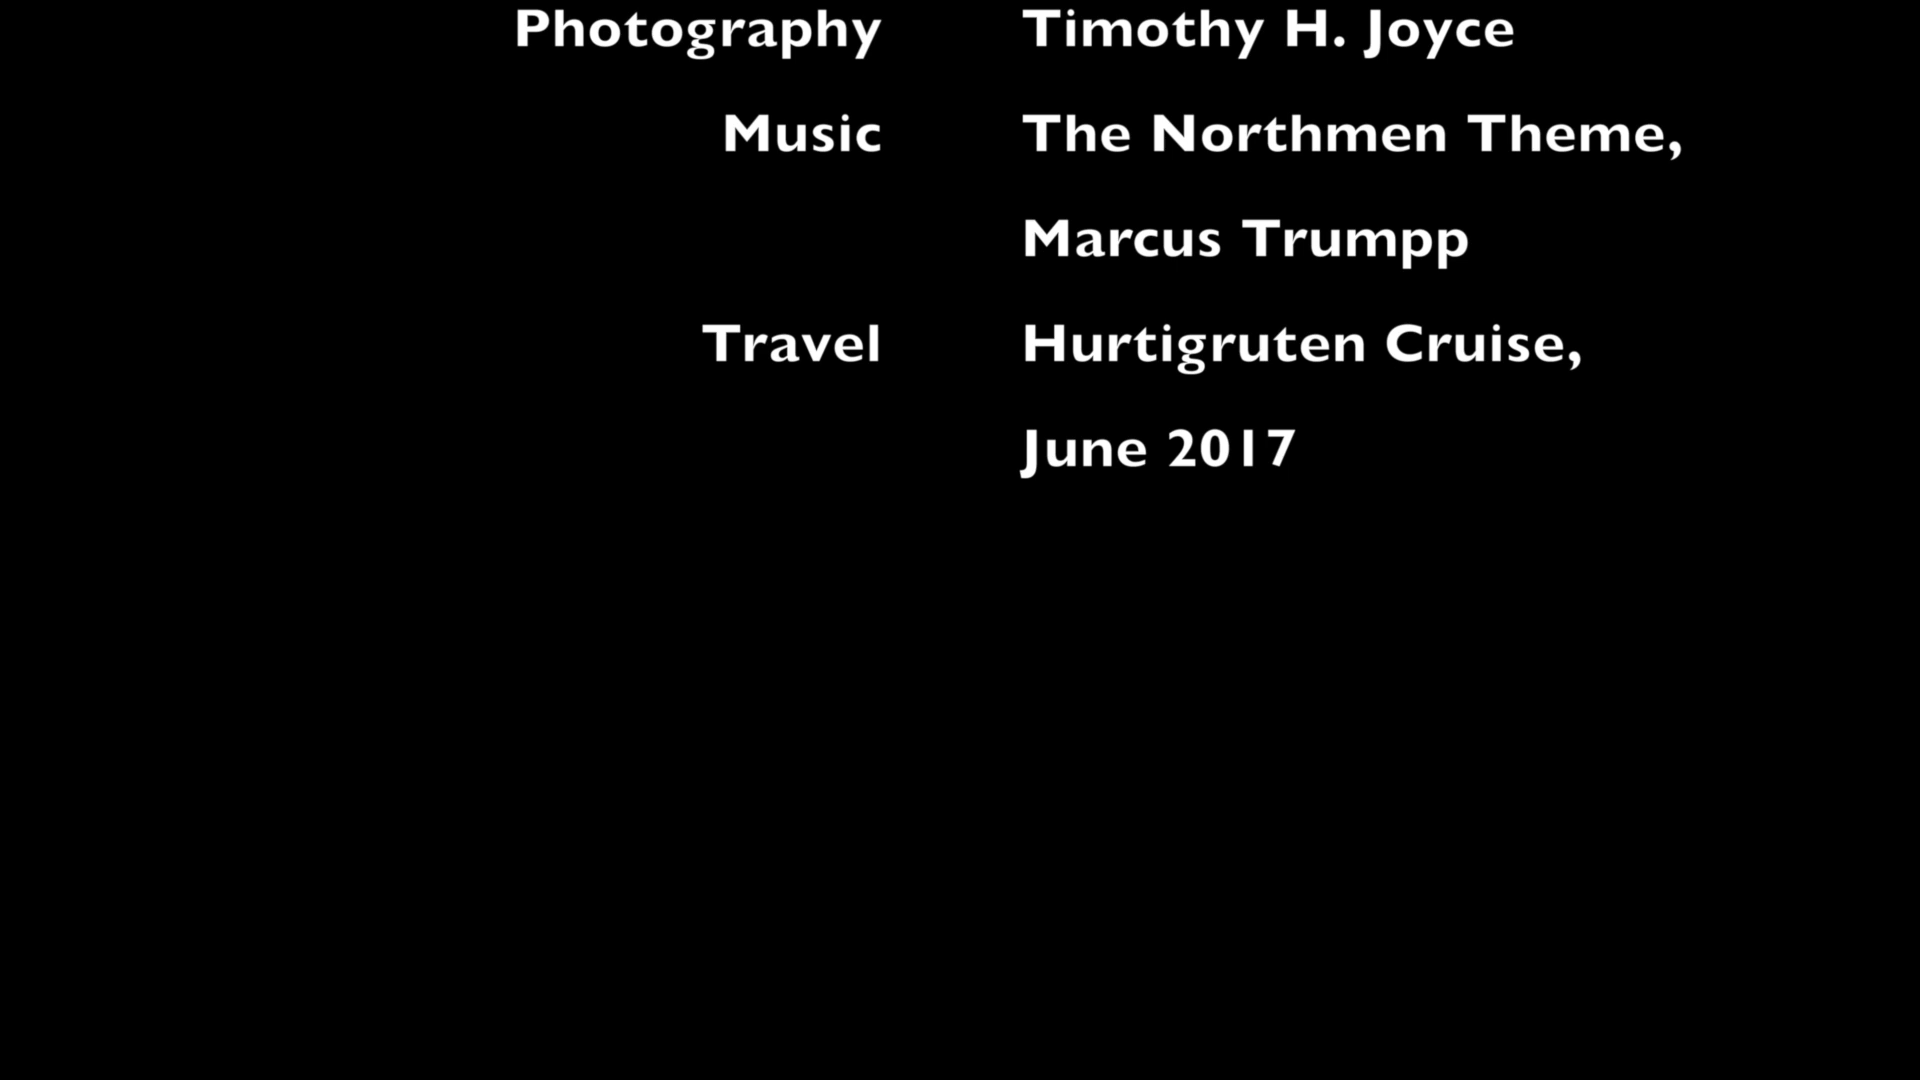 Photography Timothy H. Joyce
Music The Northmen Theme,
Marcus Trumpp
Travel Hurtigruten Cruise,
June 2017